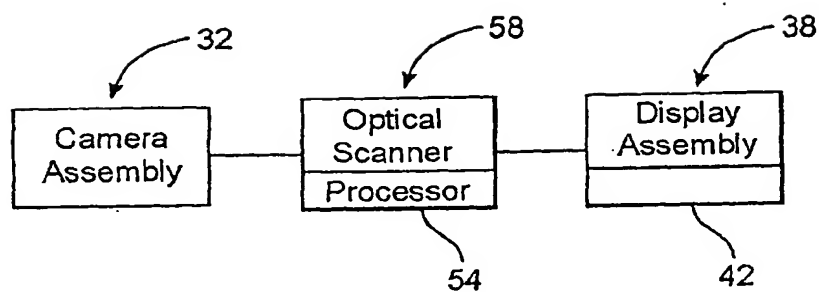 32
58
38
Camera
Assembly
Optical
Scanner
Processor
Display
Assembly
54
42